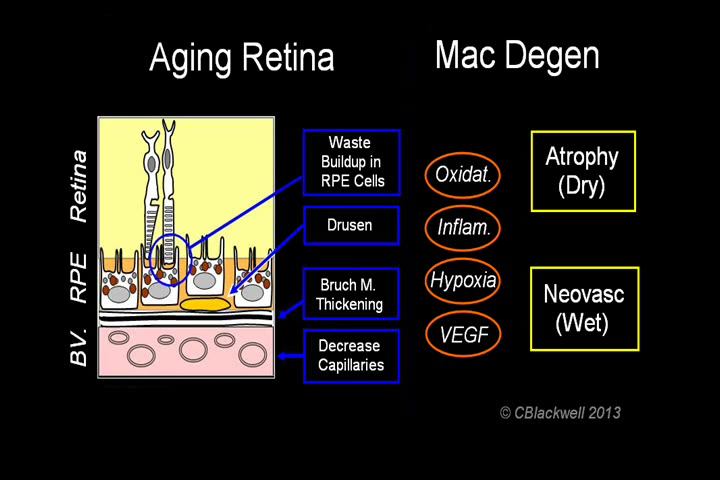 Aging Retina
Mac Degen
Retina
RPE
BV.
Waste
Buildup in
RPE Cells
Drusen
Bruch M.
Thickening
Decrease
Capillaries
Oxidat.
Inflam.
Hypoxia
VEGF
Atrophy
(Dry)
Neovasc
(Wet)
© CBlackwell 2013